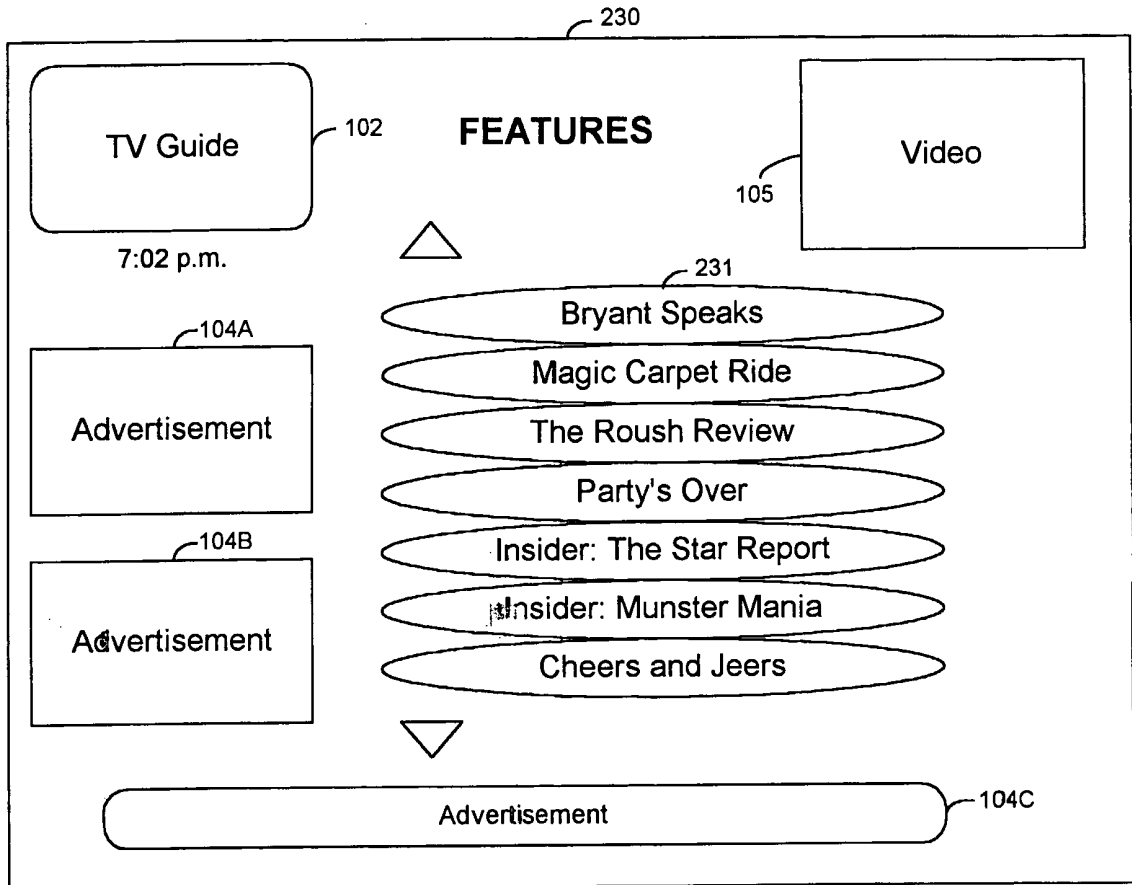 230
TV Guide
102
FEATURES
Video
105
7:02 p.m.
231
Bryant Speaks
104A
Magic Carpet Ride
Advertisement
The Roush Review
Party's Over
104B
Insider: The Star Report
Advertisement
Insider: Munster Mania
Cheers and Jeers
Advertisement
104C